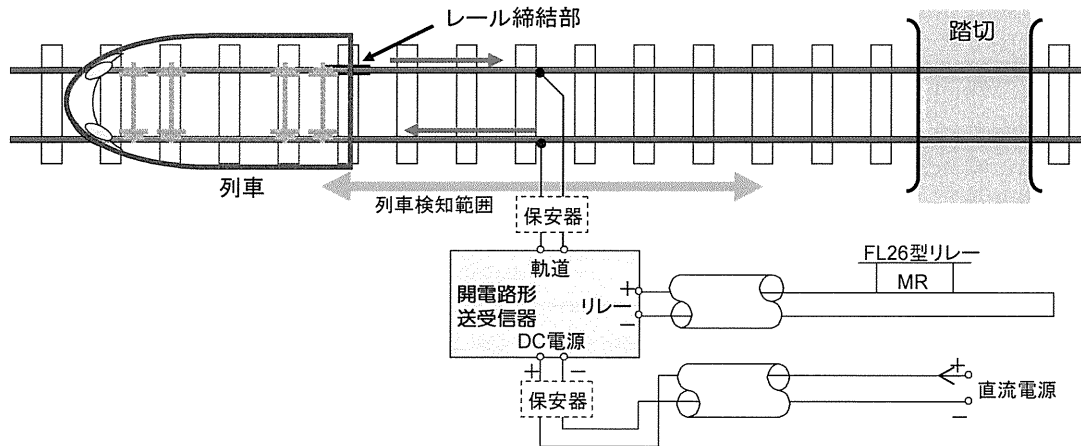 レール締結部
踏切
列車
列車検知範囲
保安器
軌道
開電路形
送受信器
リレー
+
−
DC電源
+ −
FL26型リレー
MR
保安器
+
直流電源
−